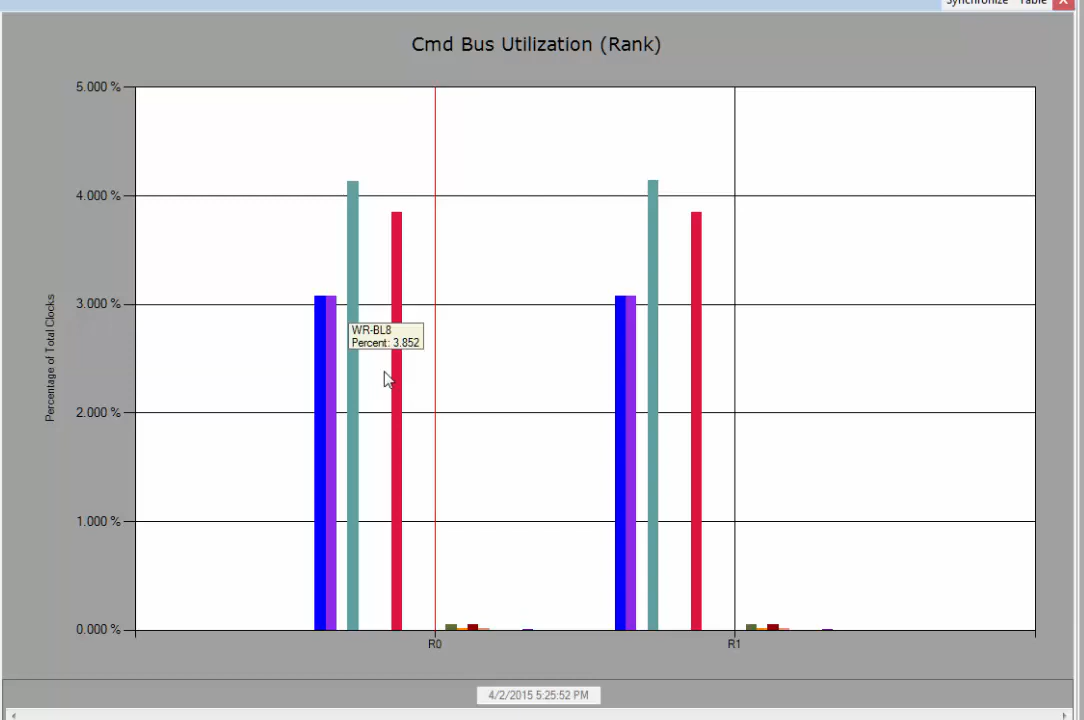 Synchronize Table
Cmd Bus Utilization (Rank)
5.000 %
4.000 %
3.000 %
2.000 %
1.000 %
0.000 %
Percentage of Total Clocks
WR-BL8
Percent: 3.852
R0
R1
4/2/2015 5:25:52 PM